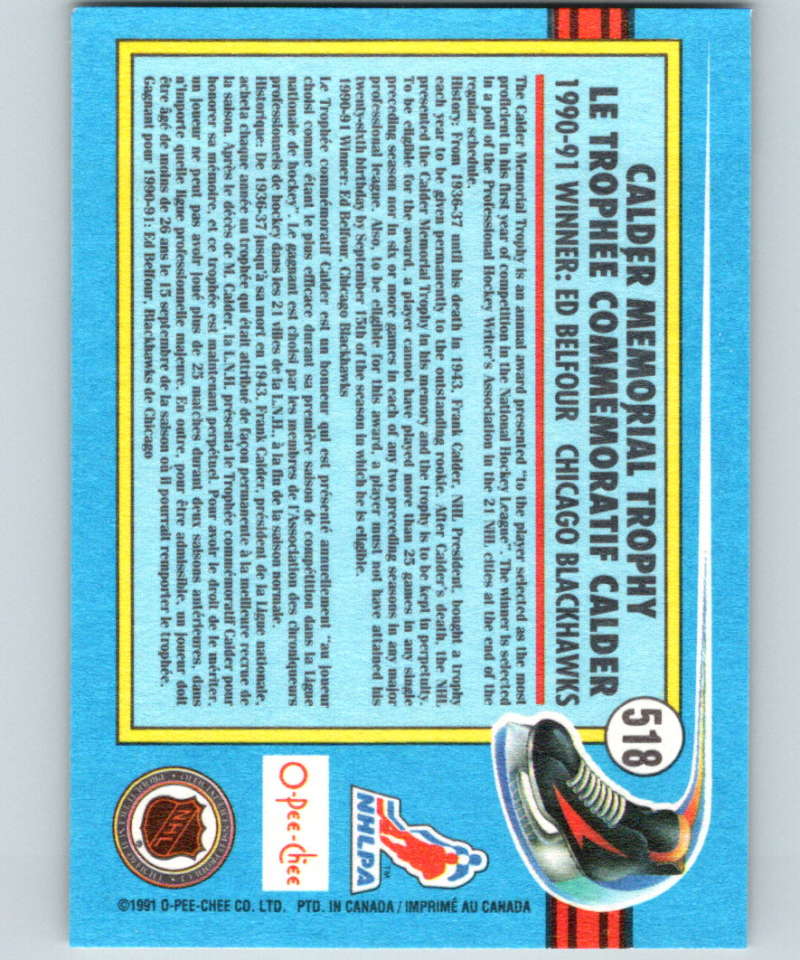 CALDER MEMORIAL TROPHY
LE TROPHÉE COMMEMORATIF CALDER
1990-91 WINNER: ED BELFOUR CHICAGO BLACKHAWKS
518
The Calder Memorial Trophy is an annual award presented "to the player selected as the most
proficient in his first year of competition in the National Hockey League". The winner is selected
in a poll of the Professional Hockey Writer's Association in the 21 NHL cities at the end of the
regular schedule.
History: From 1936-37 until his death in 1943, Frank Calder, NHL President, bought a trophy
each year to be given permanently to the outstanding rookie. After Calder's death, the NHL
presented the Calder Memorial Trophy in his memory and the trophy is to be kept in perpetuity.
To be eligible for the award, a player cannot have played more than 25 games in any single
preceding season nor in six or more games in each of any two preceding seasons in any major
professional league. Also, to be eligible for this award, a player must not have attained his
twenty-sixth birthday by September 15th of the season in which he is eligible.
1990-91 Winner: Ed Belfour, Chicago Blackhawks
Le Trophée commémoratif Calder est un honneur qui est présenté annuellement "au joueur
choisi comme étant le plus efficace durant sa première saison de compétition dans la Ligue
nationale de hockey". Le gagnant est choisi par les membres de l'Association des chroniqueurs
professionnels de hockey dans les 21 villes de la L.N.H. à la fin de la saison normale.
Historique: De 1936-37 jusqu'à sa mort en 1943, Frank Calder, président de la Ligue nationale,
acheta chaque année un trophée qui était attribué de façon permanente à la meilleure recrue de
la saison. Après le décès de M. Calder, la L.N.H. présenta le Trophée commémoratif Calder pour
honorer sa mémoire, et ce trophée est maintenant perpétuel. Pour avoir le droit de le mériter,
un joueur ne peut pas avoir joué plus de 25 matches durant deux saisons antérieures, dans
n'importe quelle ligne professionnelle majeure. En outre, pour être admissible, un joueur doit
être âgé de moins de 26 ans le 15 septembre de la saison où il pourrait remporter le trophée.
Gagnant pour 1990-91: Ed Belfour, Blackhawks de Chicago
NHLPA
TM
O-Pee-Chee
NHL
©1991 O-PEE-CHEE CO. LTD. PTD. IN CANADA / IMPRIMÉ AU CANADA